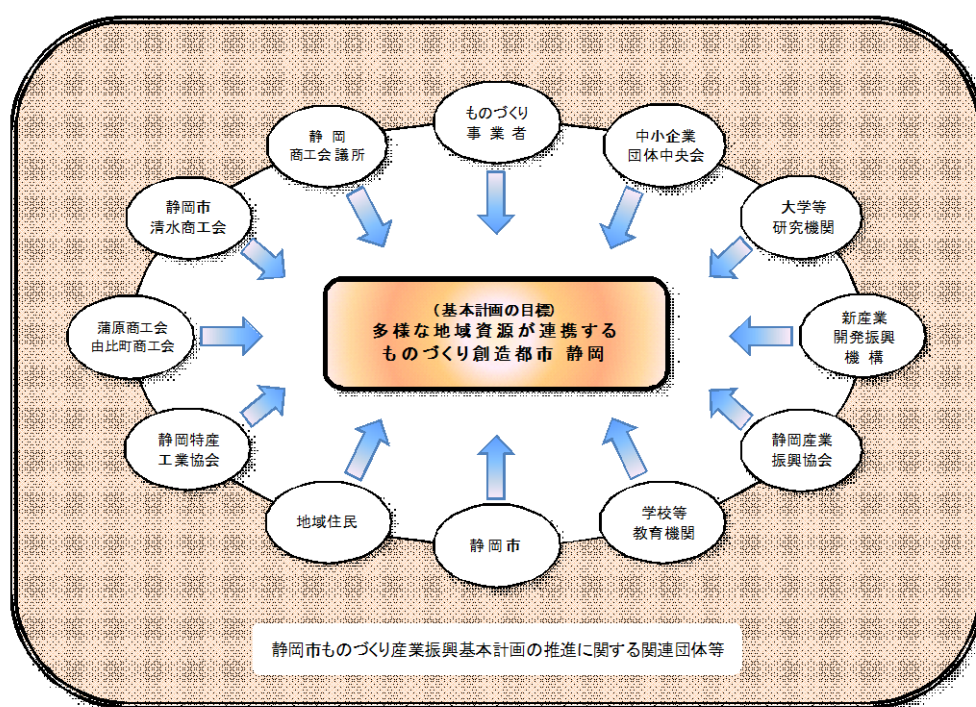 ものづくり
事業者
中小企業
団体中央会
大学等
研究機関
新産業
開発振興
機構
静岡産業
振興協会
学校等
教育機関
静岡市
地域住民
静岡特産
工業協会
蒲原商工会
由比町商工会
静岡市
清水商工会
静岡
商工会議所
(基本計画の目標)
多様な地域資源が連携する
ものづくり創造都市 静岡
静岡市ものづくり産業振興基本計画の推進に関する関連団体等